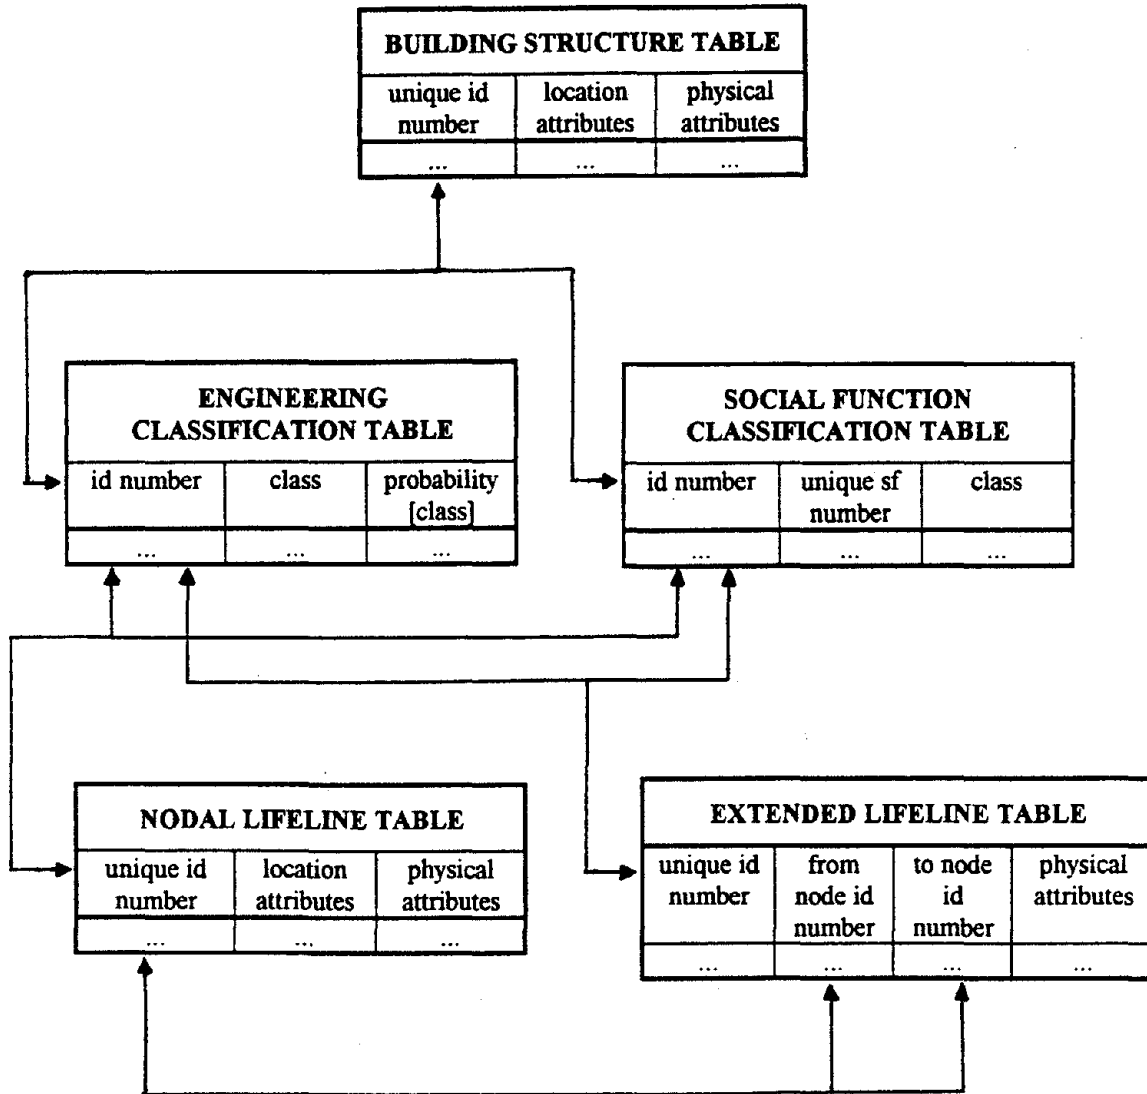 BUILDING STRUCTURE TABLE
unique id location physical
number attributes attributes
... ... ...
ENGINEERING
CLASSIFICATION TABLE
id number class probability
[class]
... ... ...
SOCIAL FUNCTION
CLASSIFICATION TABLE
id number unique sf class
number
... ... ...
NODAL LIFELINE TABLE
unique id location physical
number attributes attributes
... ... ...
EXTENDED LIFELINE TABLE
unique id from to node physical
number node id id attributes
number number
... ... ... ...